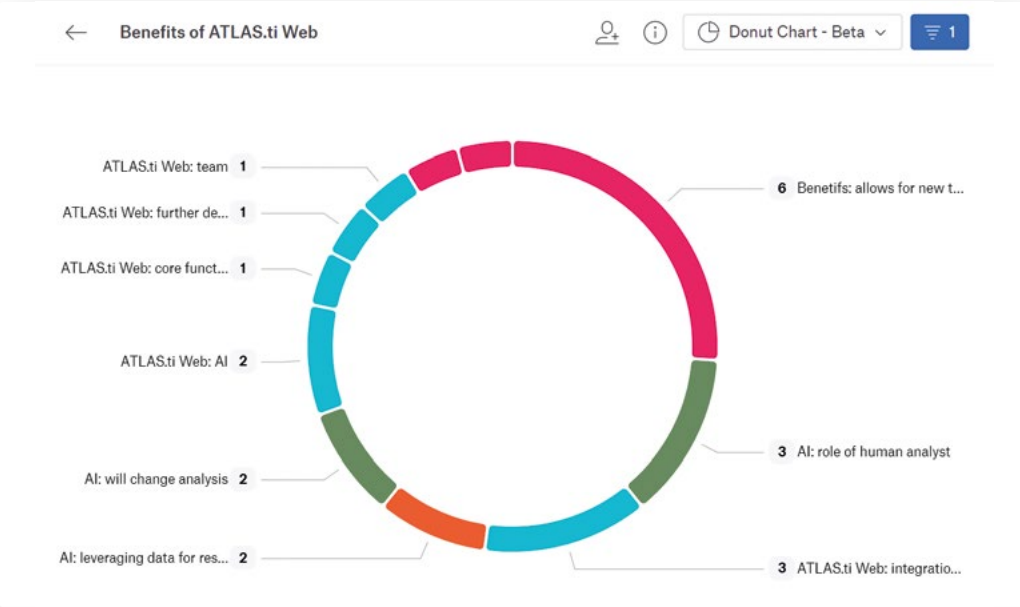 Benefits of ATLAS.ti Web
Donut Chart - Beta
1
ATLAS.ti Web: team 1
6 Benetifs: allows for new t...
ATLAS.ti Web: further de... 1
ATLAS.ti Web: core funct... 1
ATLAS.ti Web: AI 2
3 AI: role of human analyst
AI: will change analysis 2
AI: leveraging data for res... 2
3 ATLAS.ti Web: integratio...